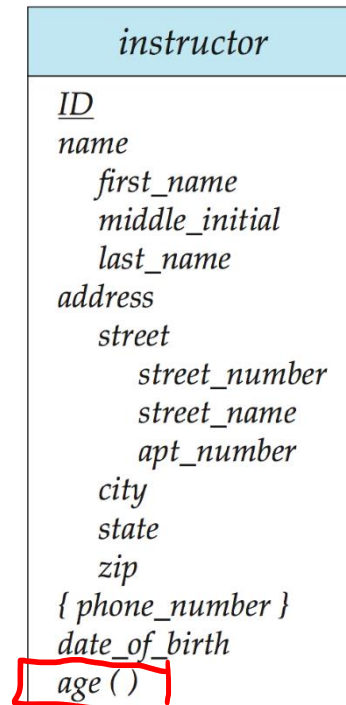 instructor
ID
name
first_name
middle_initial
last_name
address
street
street_number
street_name
apt_number
city
state
zip
{ phone_number }
date_of_birth
age ( )